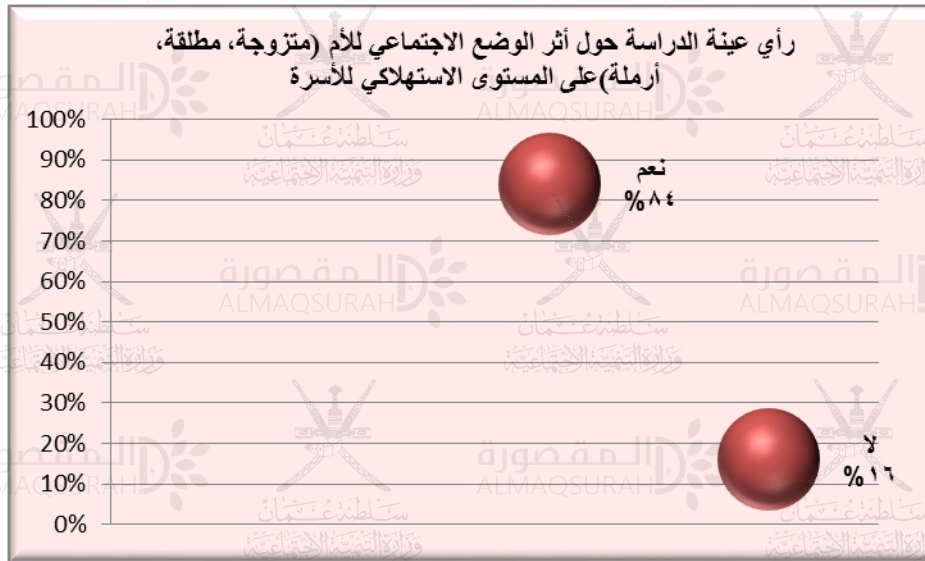 رأي عينة الدراسة حول أثر الوضع الاجتماعي للأم (متزوجة، مطلقة،
أرملة)على المستوى الاستهلاكي للأسرة
100%
90%
80%
70%
60%
50%
40%
30%
20%
10%
0%
نعم
%٨٤
لا
%١٦
المقصورة
ALMAQSURAH
سلطنة عمان
وزارة التنمية الاجتماعية